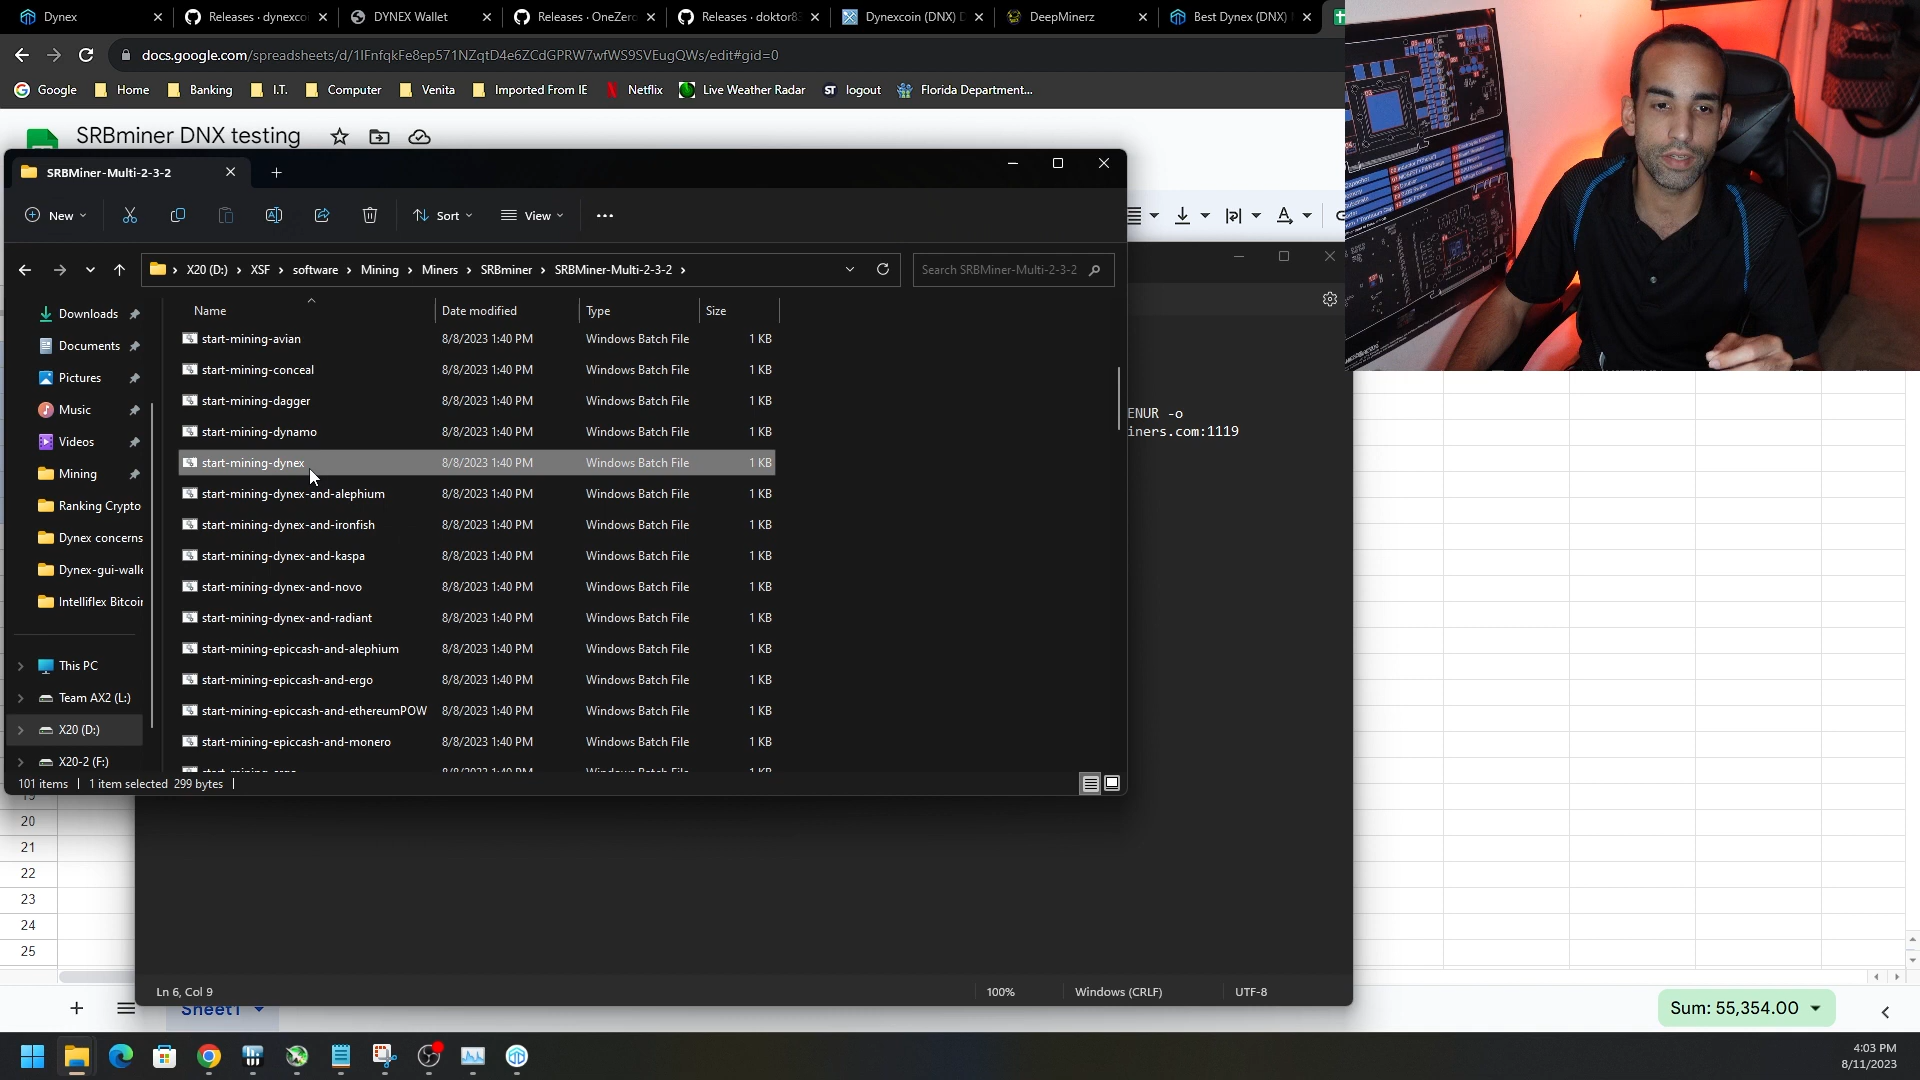 Dynex
Releases · dynexco
DYNEX Wallet
Releases · OneZero
Releases · doktor83
Dynexcoin (DNX) D
DeepMinerz
Best Dynex (DNX)
docs.google.com/spreadsheets/d/1IFnfqkFe8ep571NZqtD4e6ZCdGPRW7wfWS9SVEugQWs/edit#gid=0
Google
Home
Banking
I.T.
Computer
Venita
Imported From IE
Netflix
Live Weather Radar
ST logout
Florida Department...
SRBminer DNX testing
SRBMiner-Multi-2-3-2
New
Sort
View
X20 (D:) › XSF › software › Mining › Miners › SRBminer › SRBMiner-Multi-2-3-2 ›
Search SRBMiner-Multi-2-3-2
Name Date modified Type Size
Downloads
Documents
Pictures
Music
Videos
Mining
Ranking Crypto
Dynex concerns
Dynex-gui-walle
Intelliflex Bitcoin
This PC
Team AX2 (L:)
X20 (D:)
X20-2 (F:)
start-mining-avian 8/8/2023 1:40 PM Windows Batch File 1 KB
start-mining-conceal 8/8/2023 1:40 PM Windows Batch File 1 KB
start-mining-dagger 8/8/2023 1:40 PM Windows Batch File 1 KB
start-mining-dynamo 8/8/2023 1:40 PM Windows Batch File 1 KB
start-mining-dynex 8/8/2023 1:40 PM Windows Batch File 1 KB
start-mining-dynex-and-alephium 8/8/2023 1:40 PM Windows Batch File 1 KB
start-mining-dynex-and-ironfish 8/8/2023 1:40 PM Windows Batch File 1 KB
start-mining-dynex-and-kaspa 8/8/2023 1:40 PM Windows Batch File 1 KB
start-mining-dynex-and-novo 8/8/2023 1:40 PM Windows Batch File 1 KB
start-mining-dynex-and-radiant 8/8/2023 1:40 PM Windows Batch File 1 KB
start-mining-epiccash-and-alephium 8/8/2023 1:40 PM Windows Batch File 1 KB
start-mining-epiccash-and-ergo 8/8/2023 1:40 PM Windows Batch File 1 KB
start-mining-epiccash-and-ethereumPOW 8/8/2023 1:40 PM Windows Batch File 1 KB
start-mining-epiccash-and-monero 8/8/2023 1:40 PM Windows Batch File 1 KB
101 items 1 item selected 299 bytes
ENUR -o
iners.com:1119
20
21
22
23
24
25
Ln 6, Col 9
100%
Windows (CRLF)
UTF-8
Sheet1
Sum: 55,354.00
4:03 PM
8/11/2023